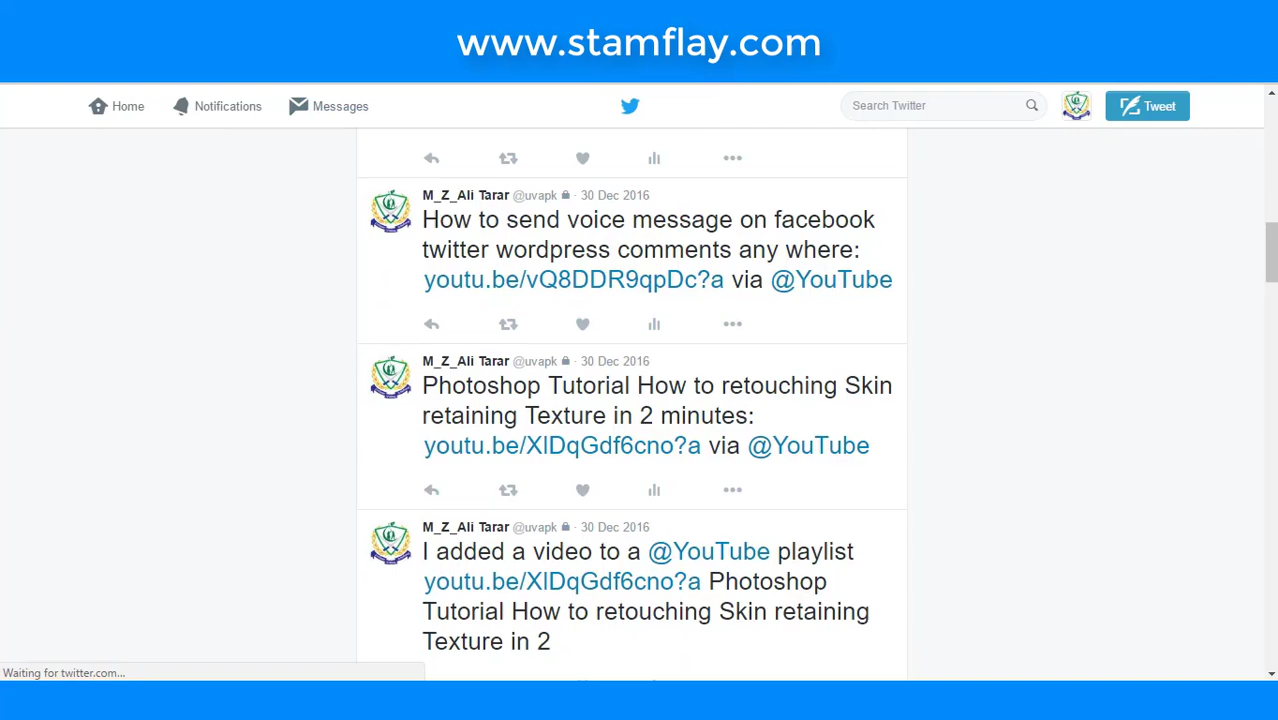 www.stamflay.com
Home Notifications Messages Search Twitter Tweet
M_Z_Ali Tarar @uvapk · 30 Dec 2016
How to send voice message on facebook
twitter wordpress comments any where:
youtu.be/vQ8DDR9qpDc?a via @YouTube
M_Z_Ali Tarar @uvapk · 30 Dec 2016
Photoshop Tutorial How to retouching Skin
retaining Texture in 2 minutes:
youtu.be/XlDqGdf6cno?a via @YouTube
M_Z_Ali Tarar @uvapk · 30 Dec 2016
I added a video to a @YouTube playlist
youtu.be/XlDqGdf6cno?a Photoshop
Tutorial How to retouching Skin retaining
Texture in 2
Waiting for twitter.com...